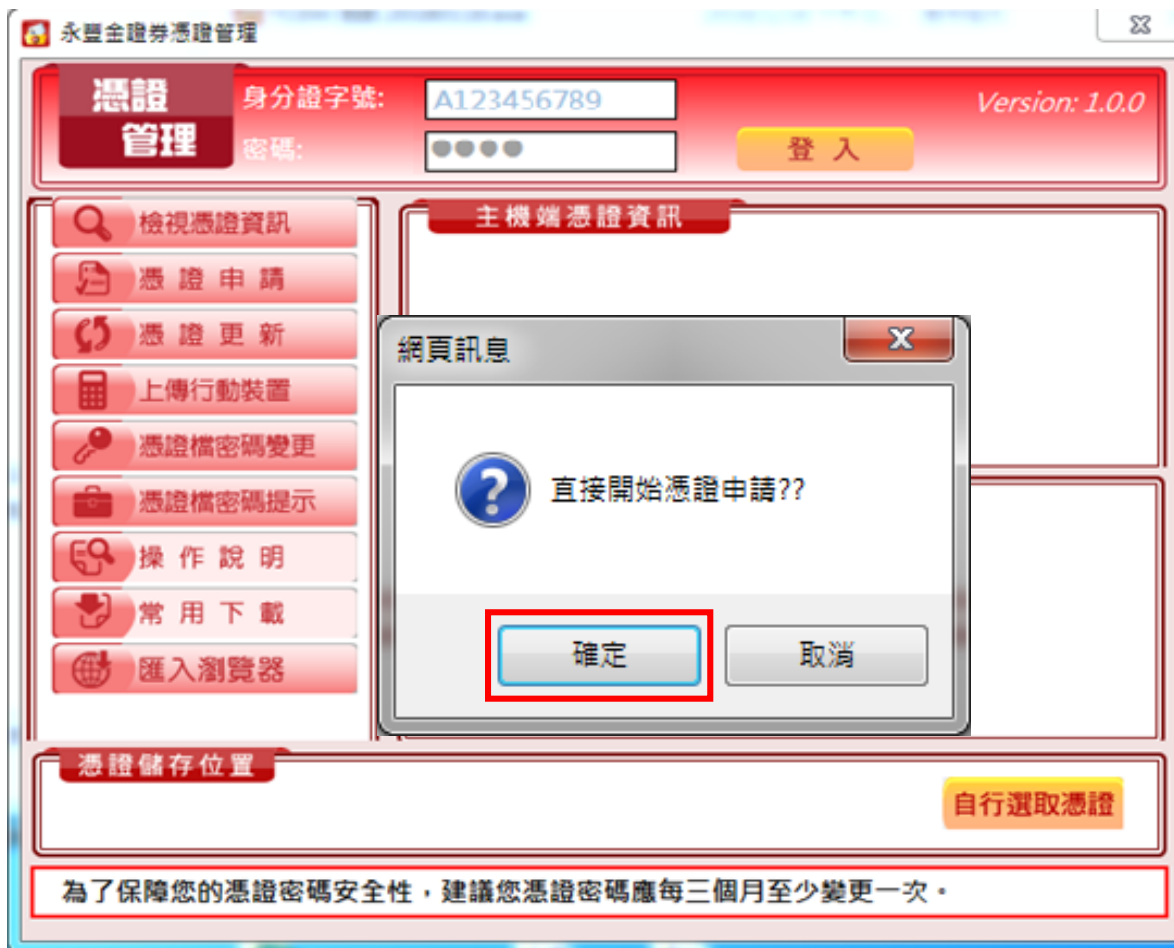 永豐金證券憑證管理
憑證
管理
身分證字號:
A123456789
Version: 1.0.0
密碼:
登 入
檢視憑證資訊
憑 證 申 請
憑 證 更 新
上傳行動裝置
憑證檔密碼變更
憑證檔密碼提示
操 作 說 明
常 用 下 載
匯入瀏覽器
主機端憑證資訊
網頁訊息
直接開始憑證申請??
確定
取消
憑證儲存位置
自行選取憑證
為了保障您的憑證密碼安全性，建議您憑證密碼應每三個月至少變更一次。